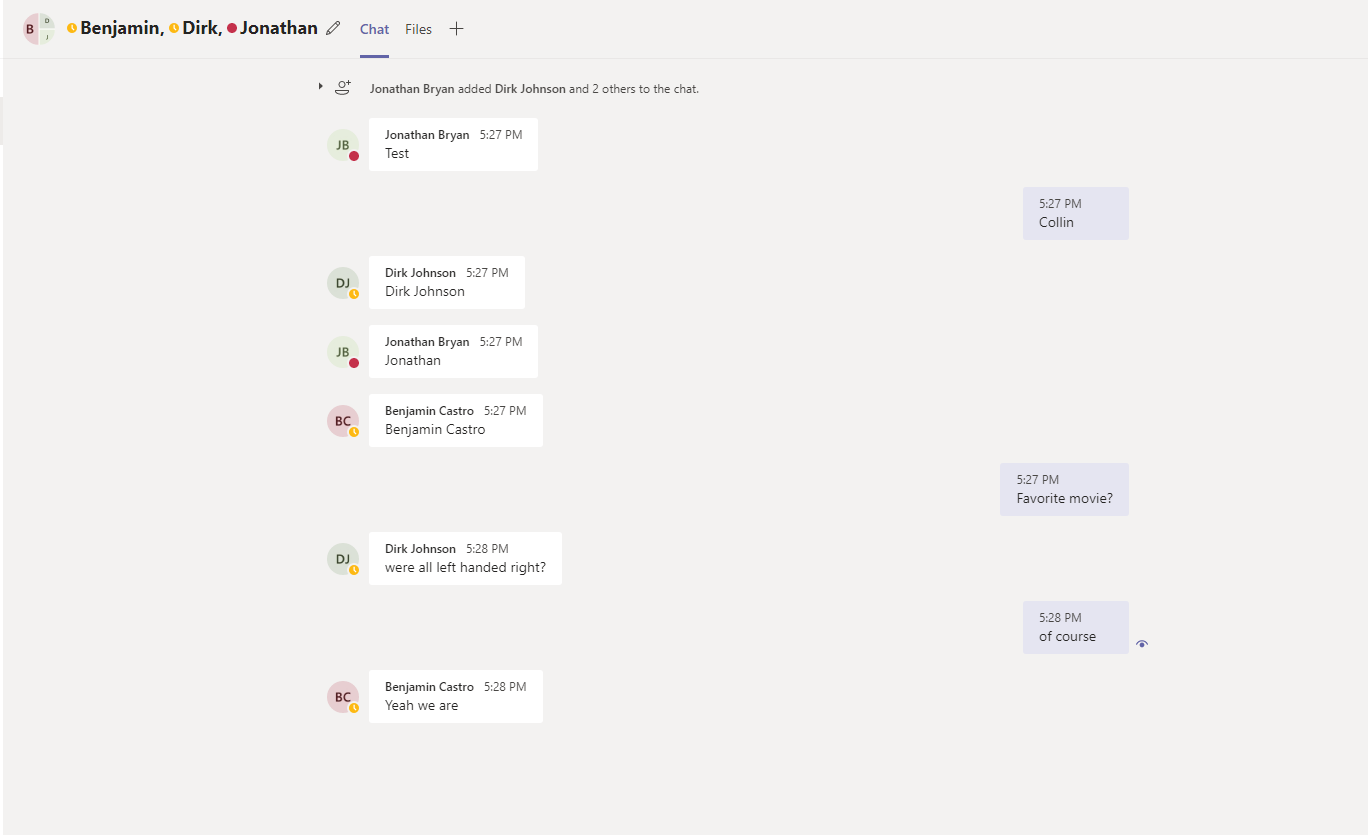 B D J Benjamin, Dirk, Jonathan Chat Files
Jonathan Bryan added Dirk Johnson and 2 others to the chat.
JB
Jonathan Bryan 5:27 PM
Test
5:27 PM
Collin
DJ
Dirk Johnson 5:27 PM
Dirk Johnson
JB
Jonathan Bryan 5:27 PM
Jonathan
BC
Benjamin Castro 5:27 PM
Benjamin Castro
5:27 PM
Favorite movie?
DJ
Dirk Johnson 5:28 PM
were all left handed right?
5:28 PM
of course
BC
Benjamin Castro 5:28 PM
Yeah we are